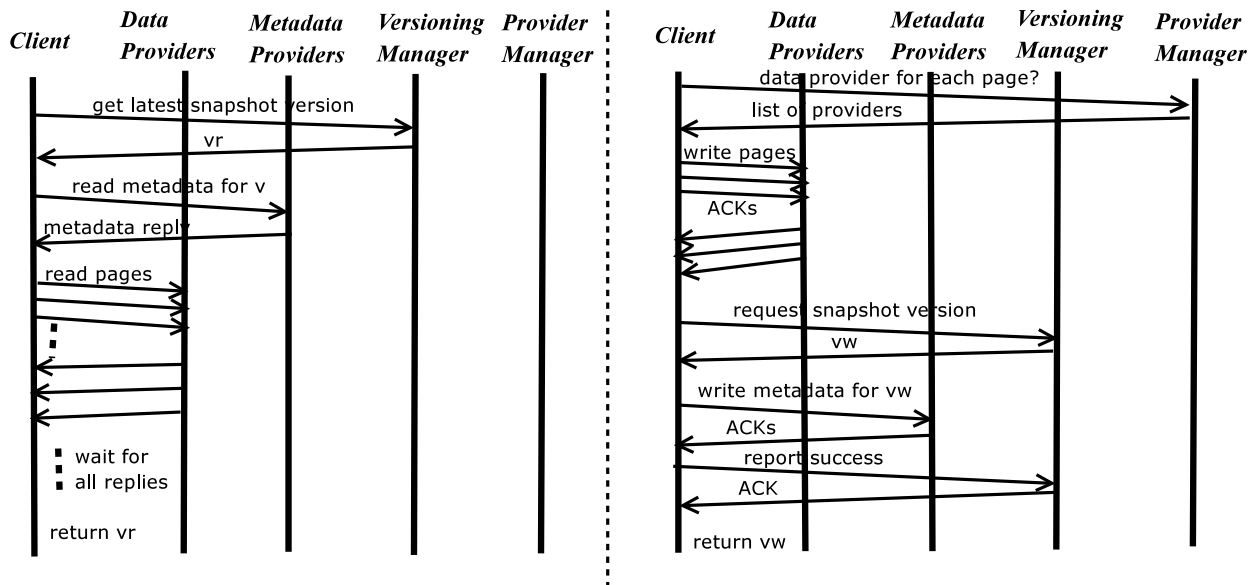 Client
Data
Providers
Metadata
Providers
Versioning
Manager
Provider
Manager
get latest snapshot version
vr
read metadata for v
metadata reply
read pages
wait for
all replies
return vr
Client
Data
Providers
Metadata
Providers
Versioning
Manager
Provider
Manager
data provider for each page?
list of providers
write pages
ACKs
request snapshot version
vw
write metadata for vw
ACKs
report success
ACK
return vw